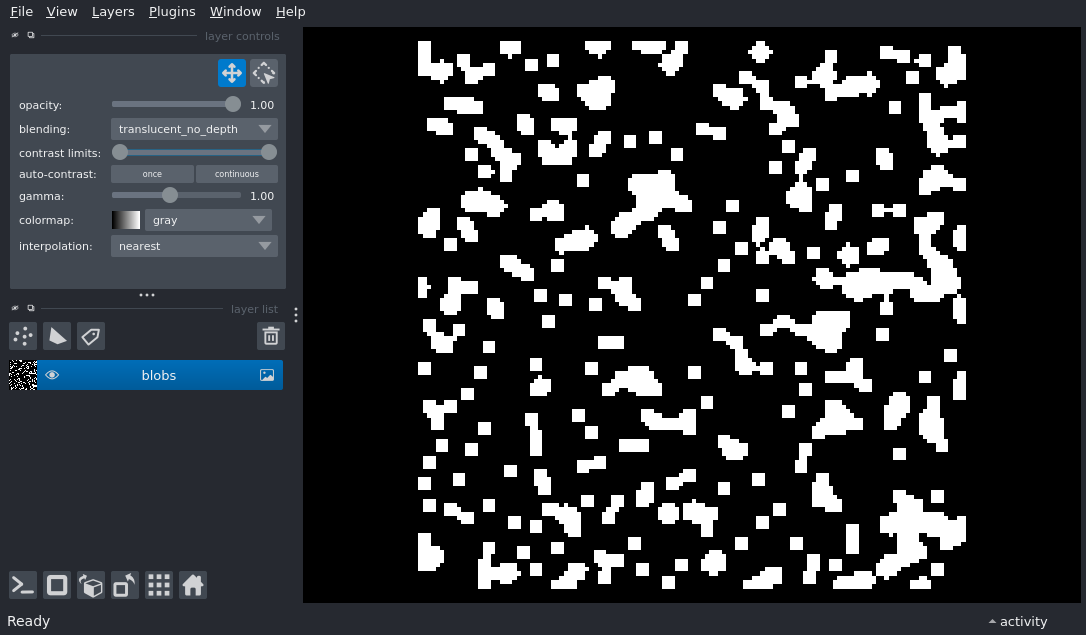 File View Layers Plugins Window Help
layer controls
opacity: 1.00
blending: translucent_no_depth
contrast limits:
auto-contrast: once continuous
gamma: 1.00
colormap: gray
interpolation: nearest
layer list
blobs
Ready activity